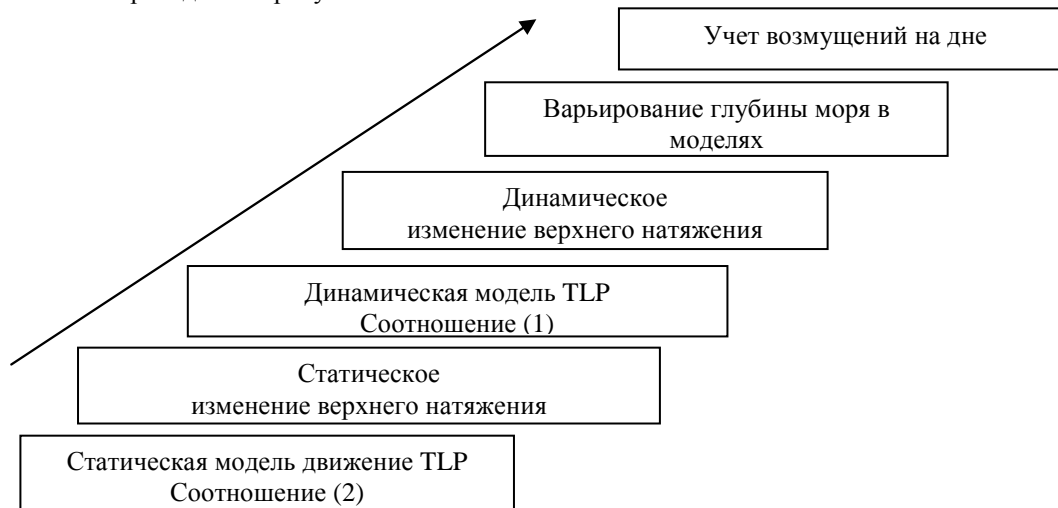 Учет возмущений на дне
Варьирование глубины моря в
моделях
Динамическое
изменение верхнего натяжения
Динамическая модель TLP
Соотношение (1)
Статическое
изменение верхнего натяжения
Статическая модель движение TLP
Соотношение (2)